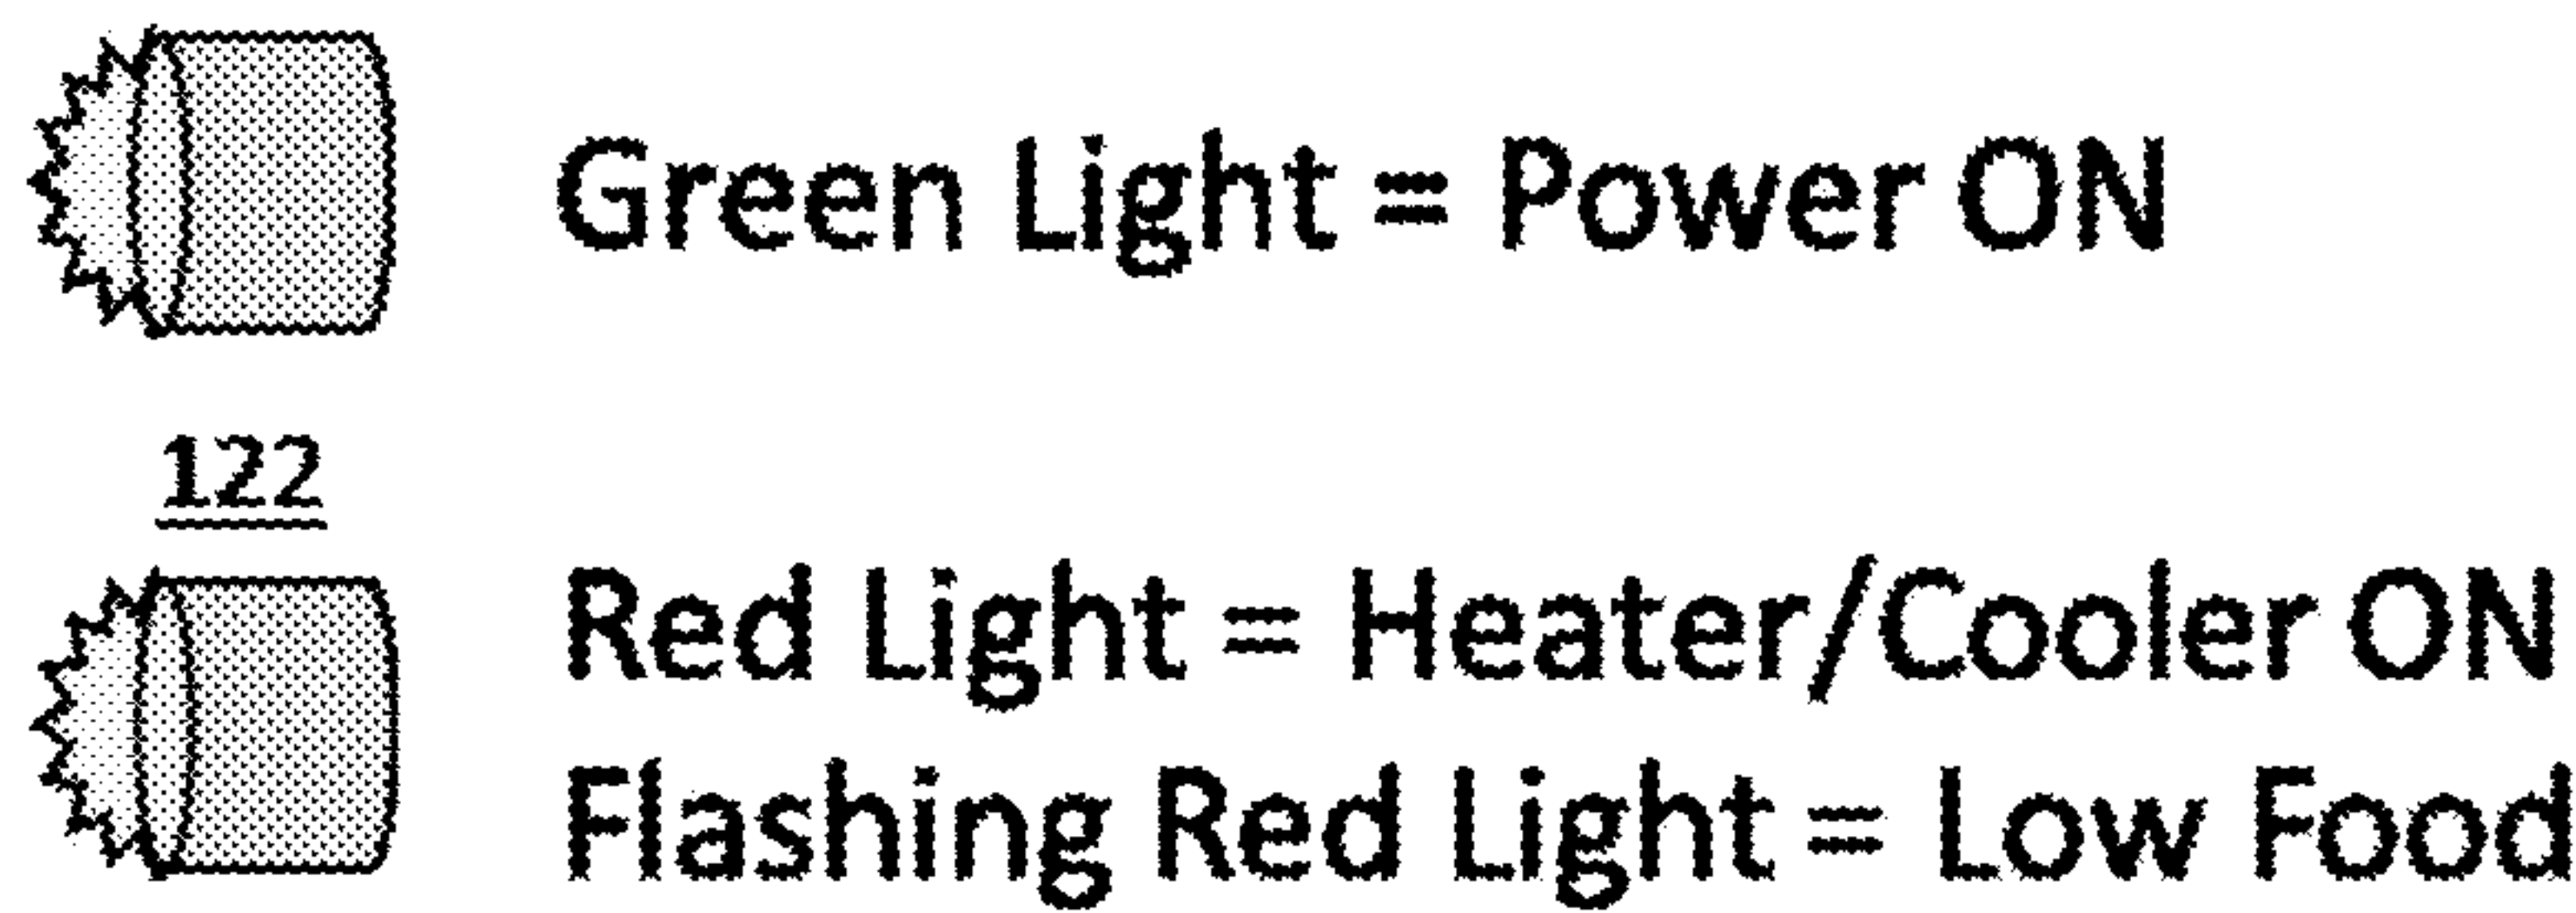 Green Light = Power ON
122
Red Light = Heater/Cooler ON
Flashing Red Light = Low Food